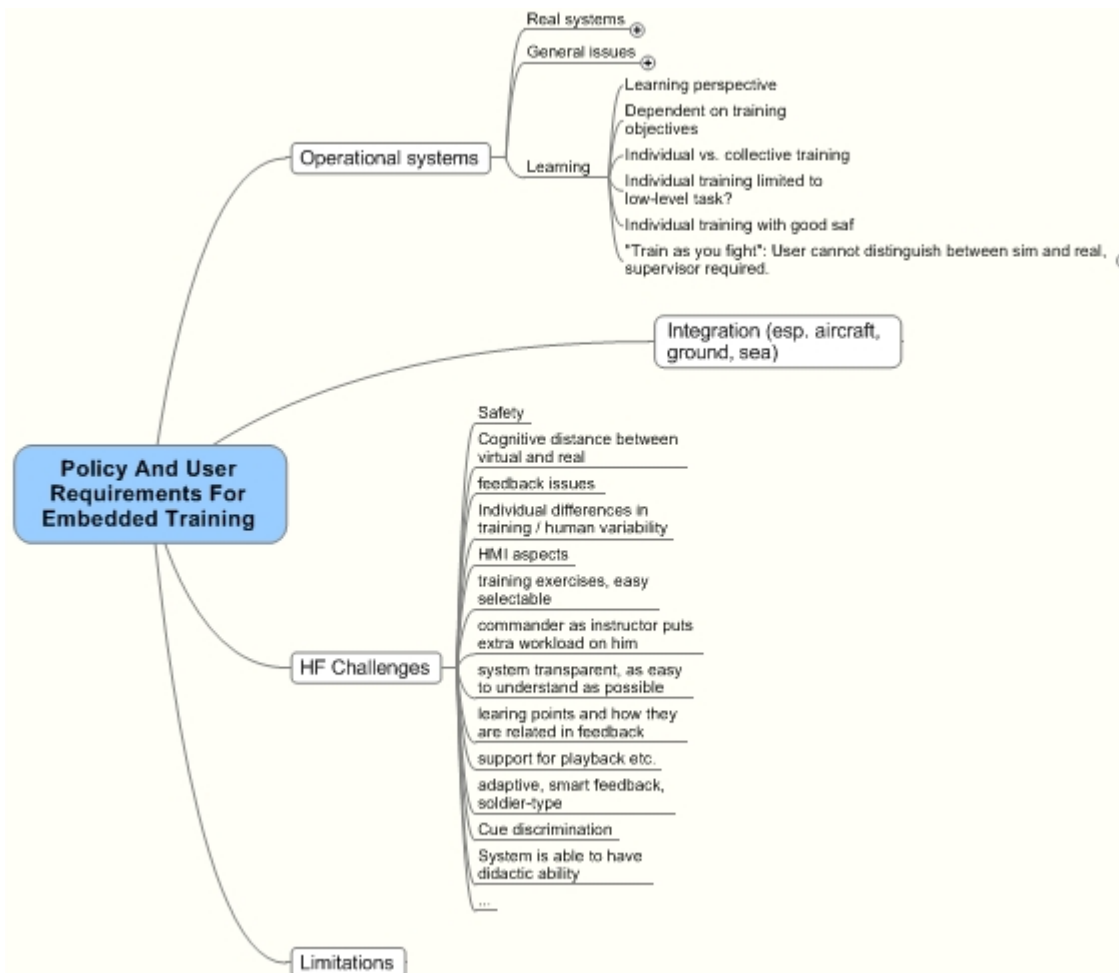 Real systems
General issues
Learning perspective
Dependent on training
objectives
Operational systems
Individual vs. collective training
Learning
Individual training limited to
low-level task?
Individual training with good saf
"Train as you fight": User cannot distinguish between sim and real,
supervisor required.
Integration (esp. aircraft,
ground, sea)
Policy And User
Requirements For
Embedded Training
Safety
Cognitive distance between
virtual and real
feedback issues
Individual differences in
training / human variability
HMI aspects
training exercises, easy
selectable
commander as instructor puts
extra workload on him
HF Challenges
system transparent, as easy
to understand as possible
learing points and how they
are related in feedback
support for playback etc.
adaptive, smart feedback,
soldier-type
Cue discrimination
System is able to have
didactic ability
...
Limitations